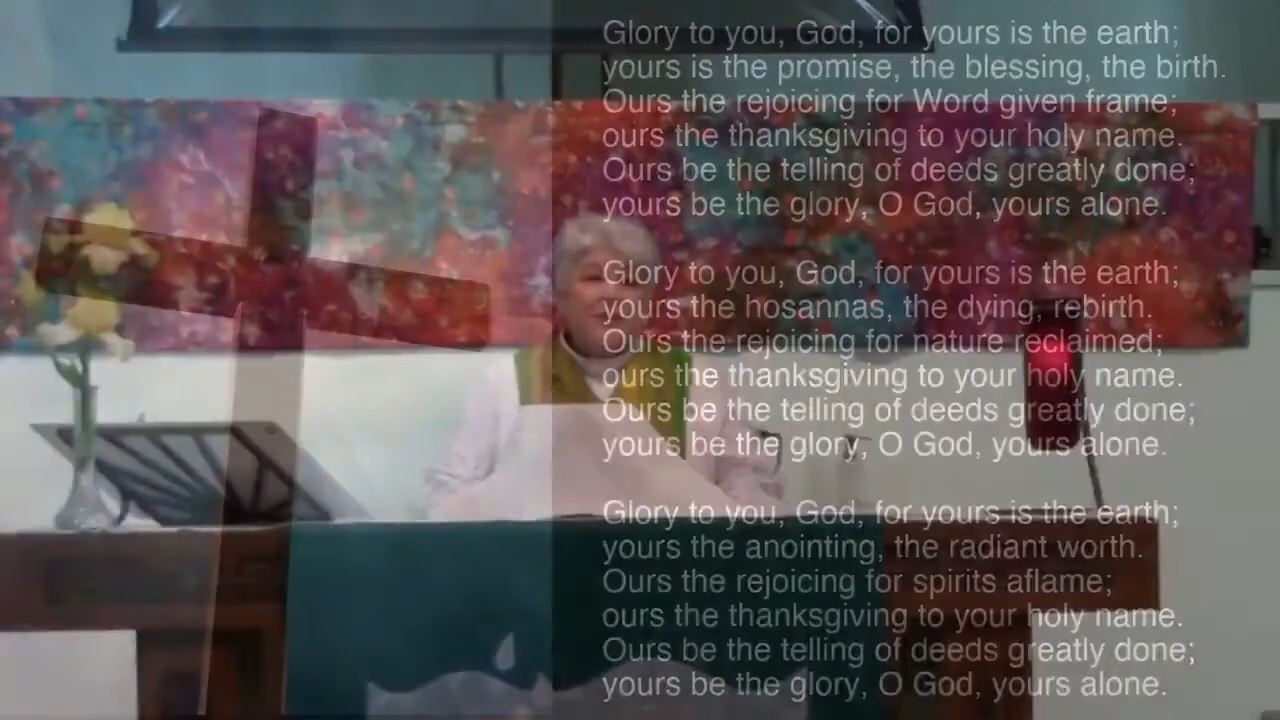 Glory to you, God, for yours is the earth;
yours is the promise, the blessing, the birth.
Ours the rejoicing for Word given frame;
ours the thanksgiving to your holy name.
Ours be the telling of deeds greatly done;
yours be the glory, O God, yours alone.
Glory to you, God, for yours is the earth;
yours the hosannas, the dying, rebirth.
Ours the rejoicing for nature reclaimed;
ours the thanksgiving to your holy name.
Ours be the telling of deeds greatly done;
yours be the glory, O God, yours alone.
Glory to you, God, for yours is the earth;
yours the anointing, the radiant worth.
Ours the rejoicing for spirits aflame;
ours the thanksgiving to your holy name.
Ours be the telling of deeds greatly done;
yours be the glory, O God, yours alone.